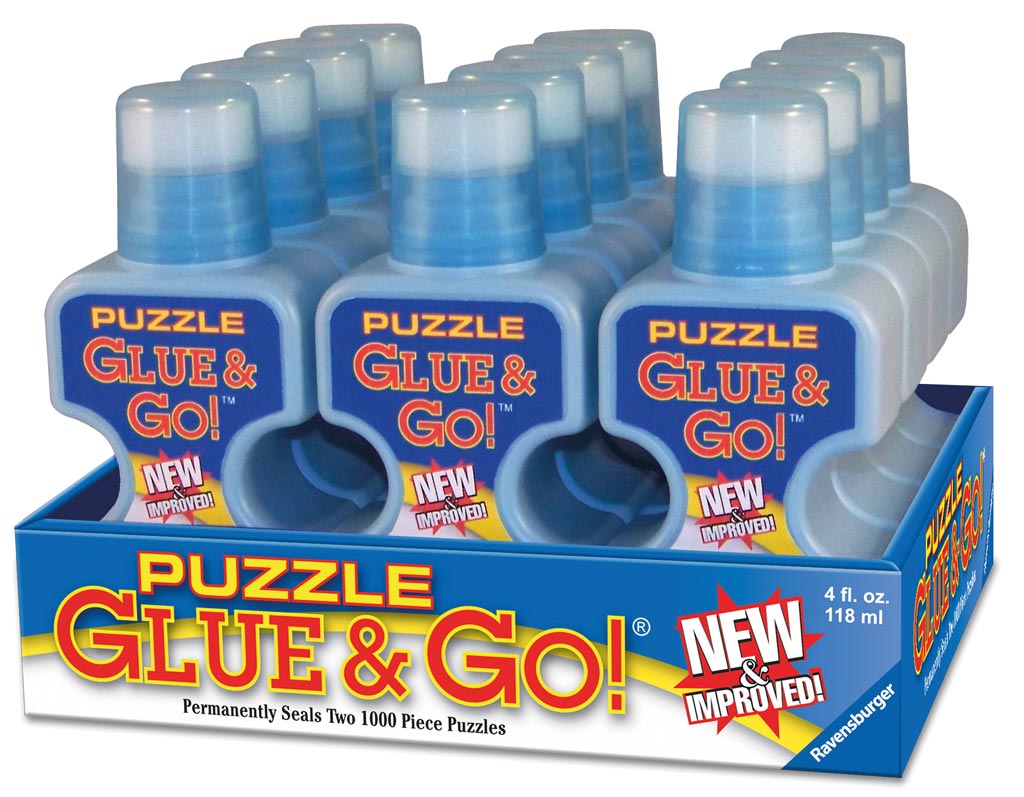 PUZZLE
GLUE &
GO!™
NEW
&
IMPROVED!
PUZZLE
GLUE &
GO!™
NEW
&
IMPROVED!
PUZZLE
GLUE &
GO!™
NEW
&
IMPROVED!
PUZZLE
GLUE & GO!®
Permanently Seals Two 1000 Piece Puzzles
NEW
&
IMPROVED!
4 fl. oz.
118 ml
Ravensburger
PUZZLE
GLUE & GO!